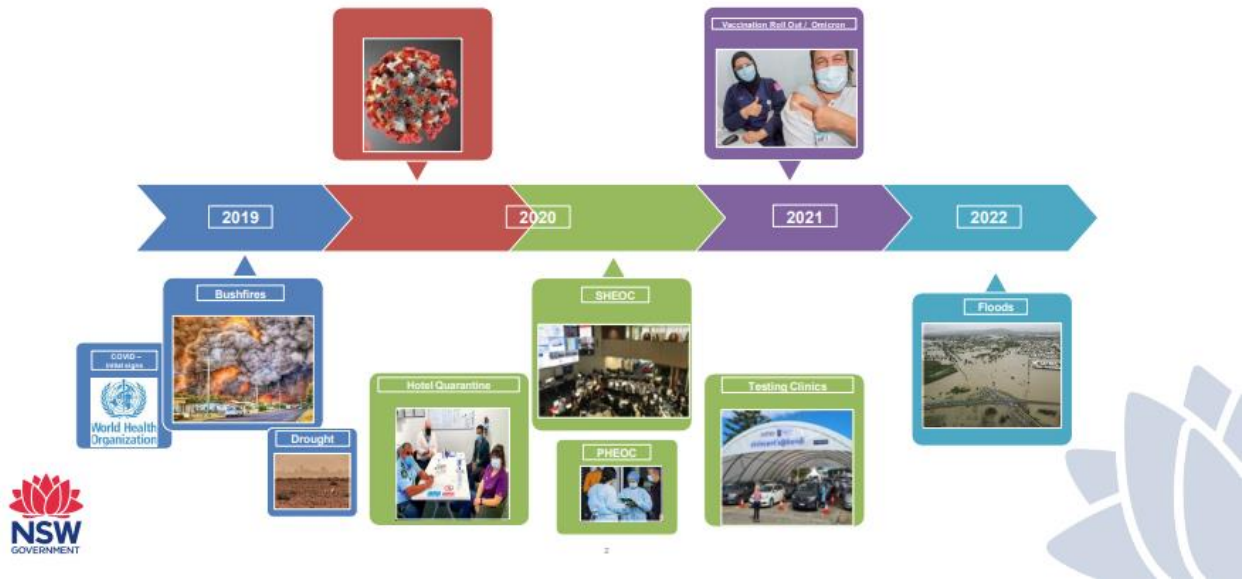 Vaccination Roll Out / Omicron
2019
2020
2021
2022
Bushfires
SHEOC
Floods
COVID –
initial signs
World Health
Organization
Drought
Hotel Quarantine
PHEOC
Testing Clinics
NSW
GOVERNMENT